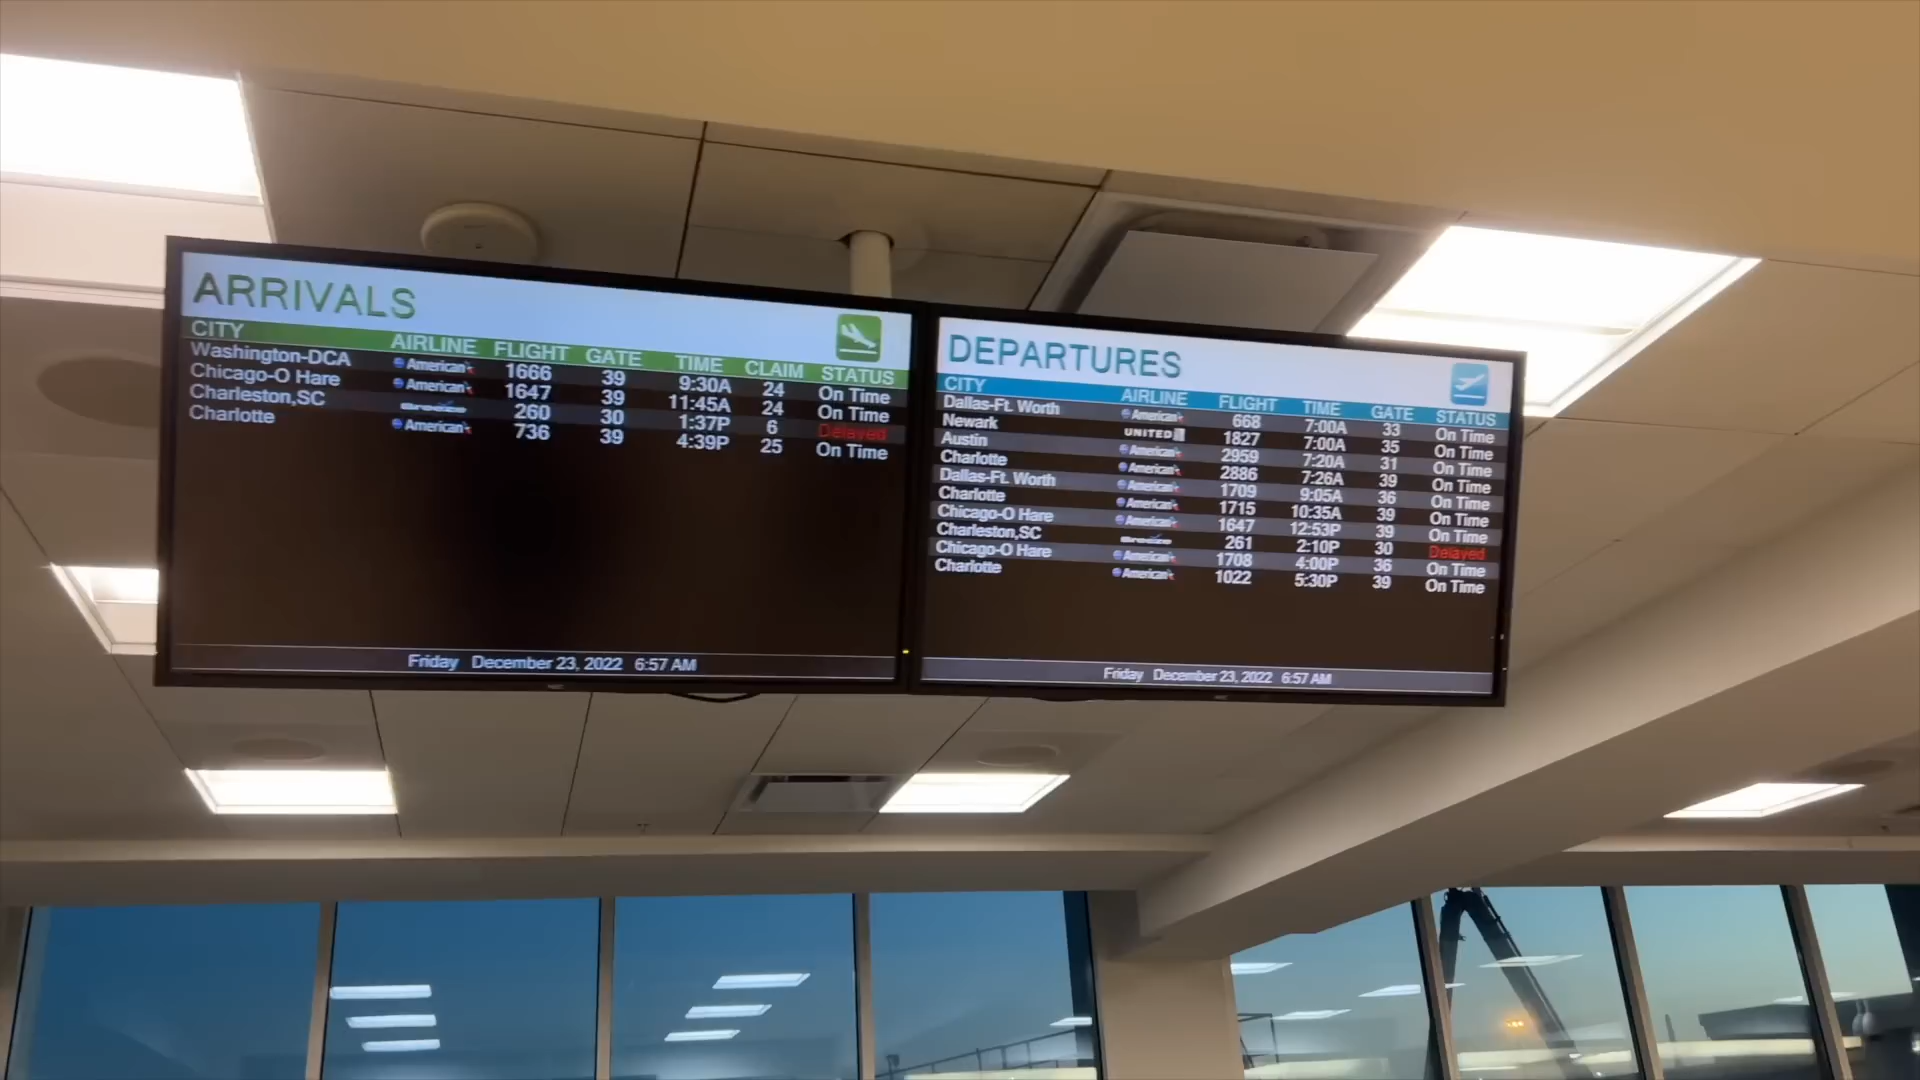 ARRIVALS
CITY AIRLINE FLIGHT GATE TIME CLAIM STATUS
Washington-DCA American 1666 39 9:30A 24 On Time
Chicago-O Hare American 1647 39 11:45A 24 On Time
Charleston,SC Breeze 260 30 1:37P 6 Delayed
Charlotte American 736 39 4:39P 25 On Time
Friday December 23, 2022 6:57 AM
DEPARTURES
CITY AIRLINE FLIGHT TIME GATE STATUS
Dallas-Ft. Worth American 668 7:00A 33 On Time
Newark UNITED 1827 7:00A 35 On Time
Austin American 2959 7:20A 31 On Time
Charlotte American 2886 7:26A 39 On Time
Dallas-Ft. Worth American 1709 9:05A 36 On Time
Charlotte American 1715 10:35A 39 On Time
Chicago-O Hare American 1647 12:53P 39 On Time
Charleston,SC Breeze 261 2:10P 30 Delayed
Chicago-O Hare American 1708 4:00P 36 On Time
Charlotte American 1022 5:30P 39 On Time
Friday December 23, 2022 6:57 AM